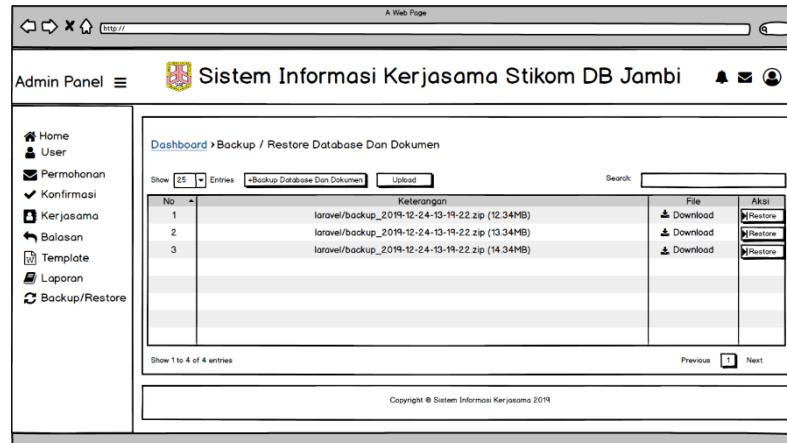 A Web Page
http://
Admin Panel
Sistem Informasi Kerjasama Stikom DB Jambi
Home
User
Permohonan
Konfirmasi
Kerjasama
Balasan
Template
Laporan
Backup/Restore
Dashboard › Backup / Restore Database Dan Dokumen
Show 25 Entries +Backup Database Dan Dokumen Upload Search:
No Keterangan File Aksi
1 laravel/backup_2019-12-24-13-19-22.zip (12.34MB) Download Restore
2 laravel/backup_2019-12-24-13-19-22.zip (13.34MB) Download Restore
3 laravel/backup_2019-12-24-13-19-22.zip (14.34MB) Download Restore
Show 1 to 4 of 4 entries Previous 1 Next
Copyright © Sistem Informasi Kerjasama 2019